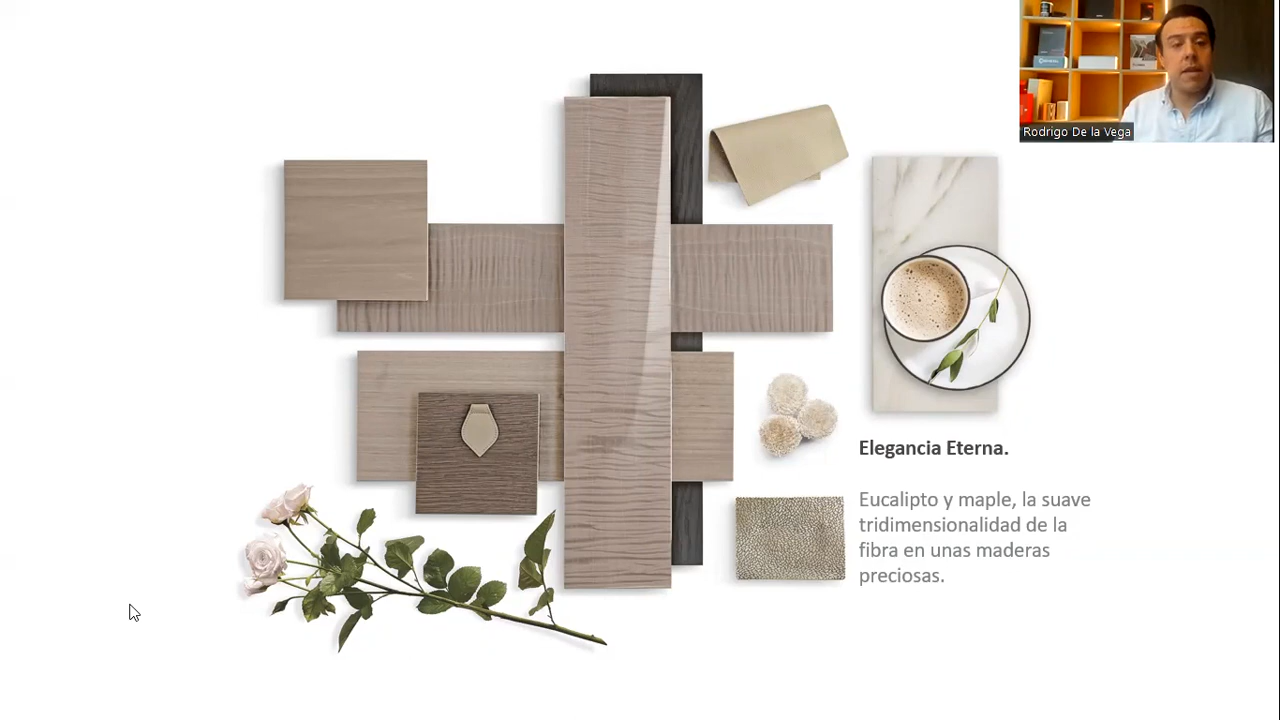 Rodrigo De la Vega
Elegancia Eterna.
Eucalipto y maple, la suave
tridimensionalidad de la
fibra en unas maderas
preciosas.